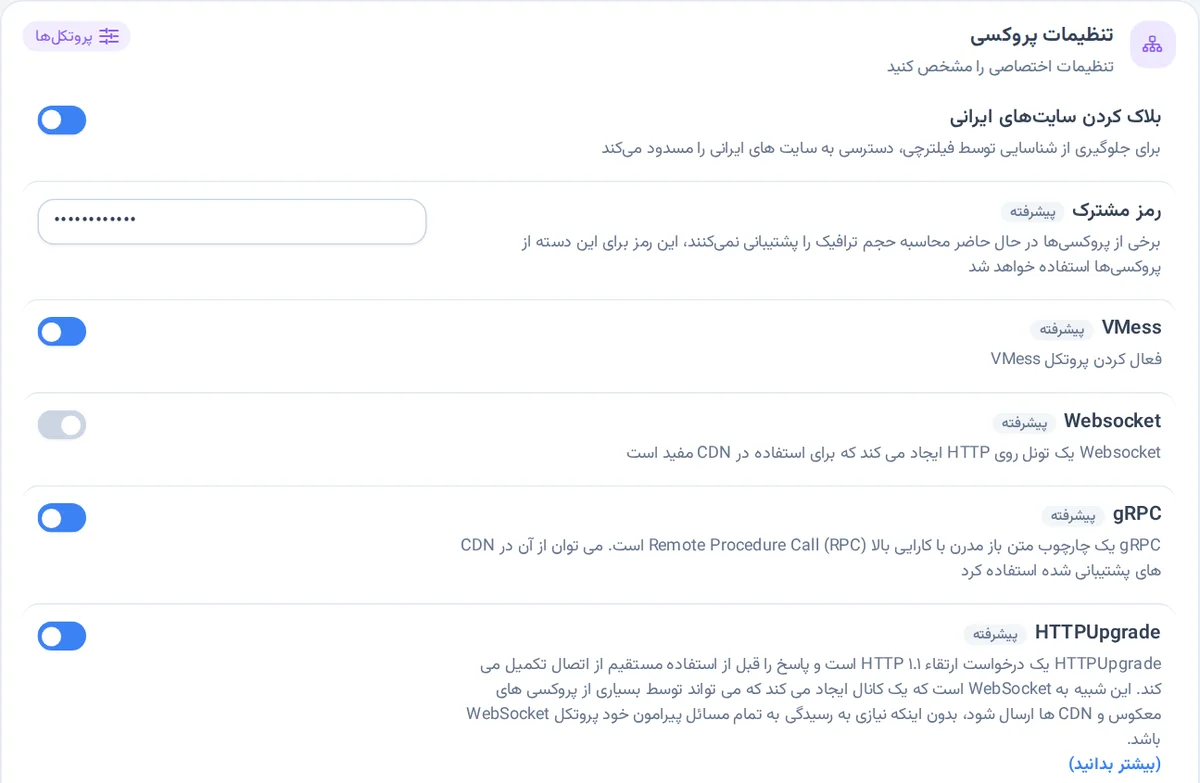 تنظیمات پروکسی
پروتکل‌ها
تنظیمات اختصاصی را مشخص کنید
بلاک کردن سایت‌های ایرانی
برای جلوگیری از شناسایی توسط فیلترچی، دسترسی به سایت های ایرانی را مسدود می‌کند
رمز مشترک پیشرفته
••••••••••••
برخی از پروکسی‌ها در حال حاضر محاسبه حجم ترافیک را پشتیبانی نمی‌کنند، این رمز برای این دسته از
پروکسی‌ها استفاده خواهد شد
VMess پیشرفته
فعال کردن پروتکل VMess
Websocket پیشرفته
Websocket یک تونل روی HTTP ایجاد می کند که برای استفاده در CDN مفید است
gRPC پیشرفته
gRPC یک چارچوب متن باز مدرن با کارایی بالا Remote Procedure Call (RPC) است. می توان از آن در CDN
های پشتیبانی شده استفاده کرد
HTTPUpgrade پیشرفته
HTTPUpgrade یک درخواست ارتقاء HTTP ۱.۱ است و پاسخ را قبل از استفاده مستقیم از اتصال تکمیل می
کند. این شبیه به WebSocket است که یک کانال ایجاد می کند که می تواند توسط بسیاری از پروکسی های
معکوس و CDN ها ارسال شود، بدون اینکه نیازی به رسیدگی به تمام مسائل پیرامون خود پروتکل WebSocket
باشد.
(بیشتر بدانید)